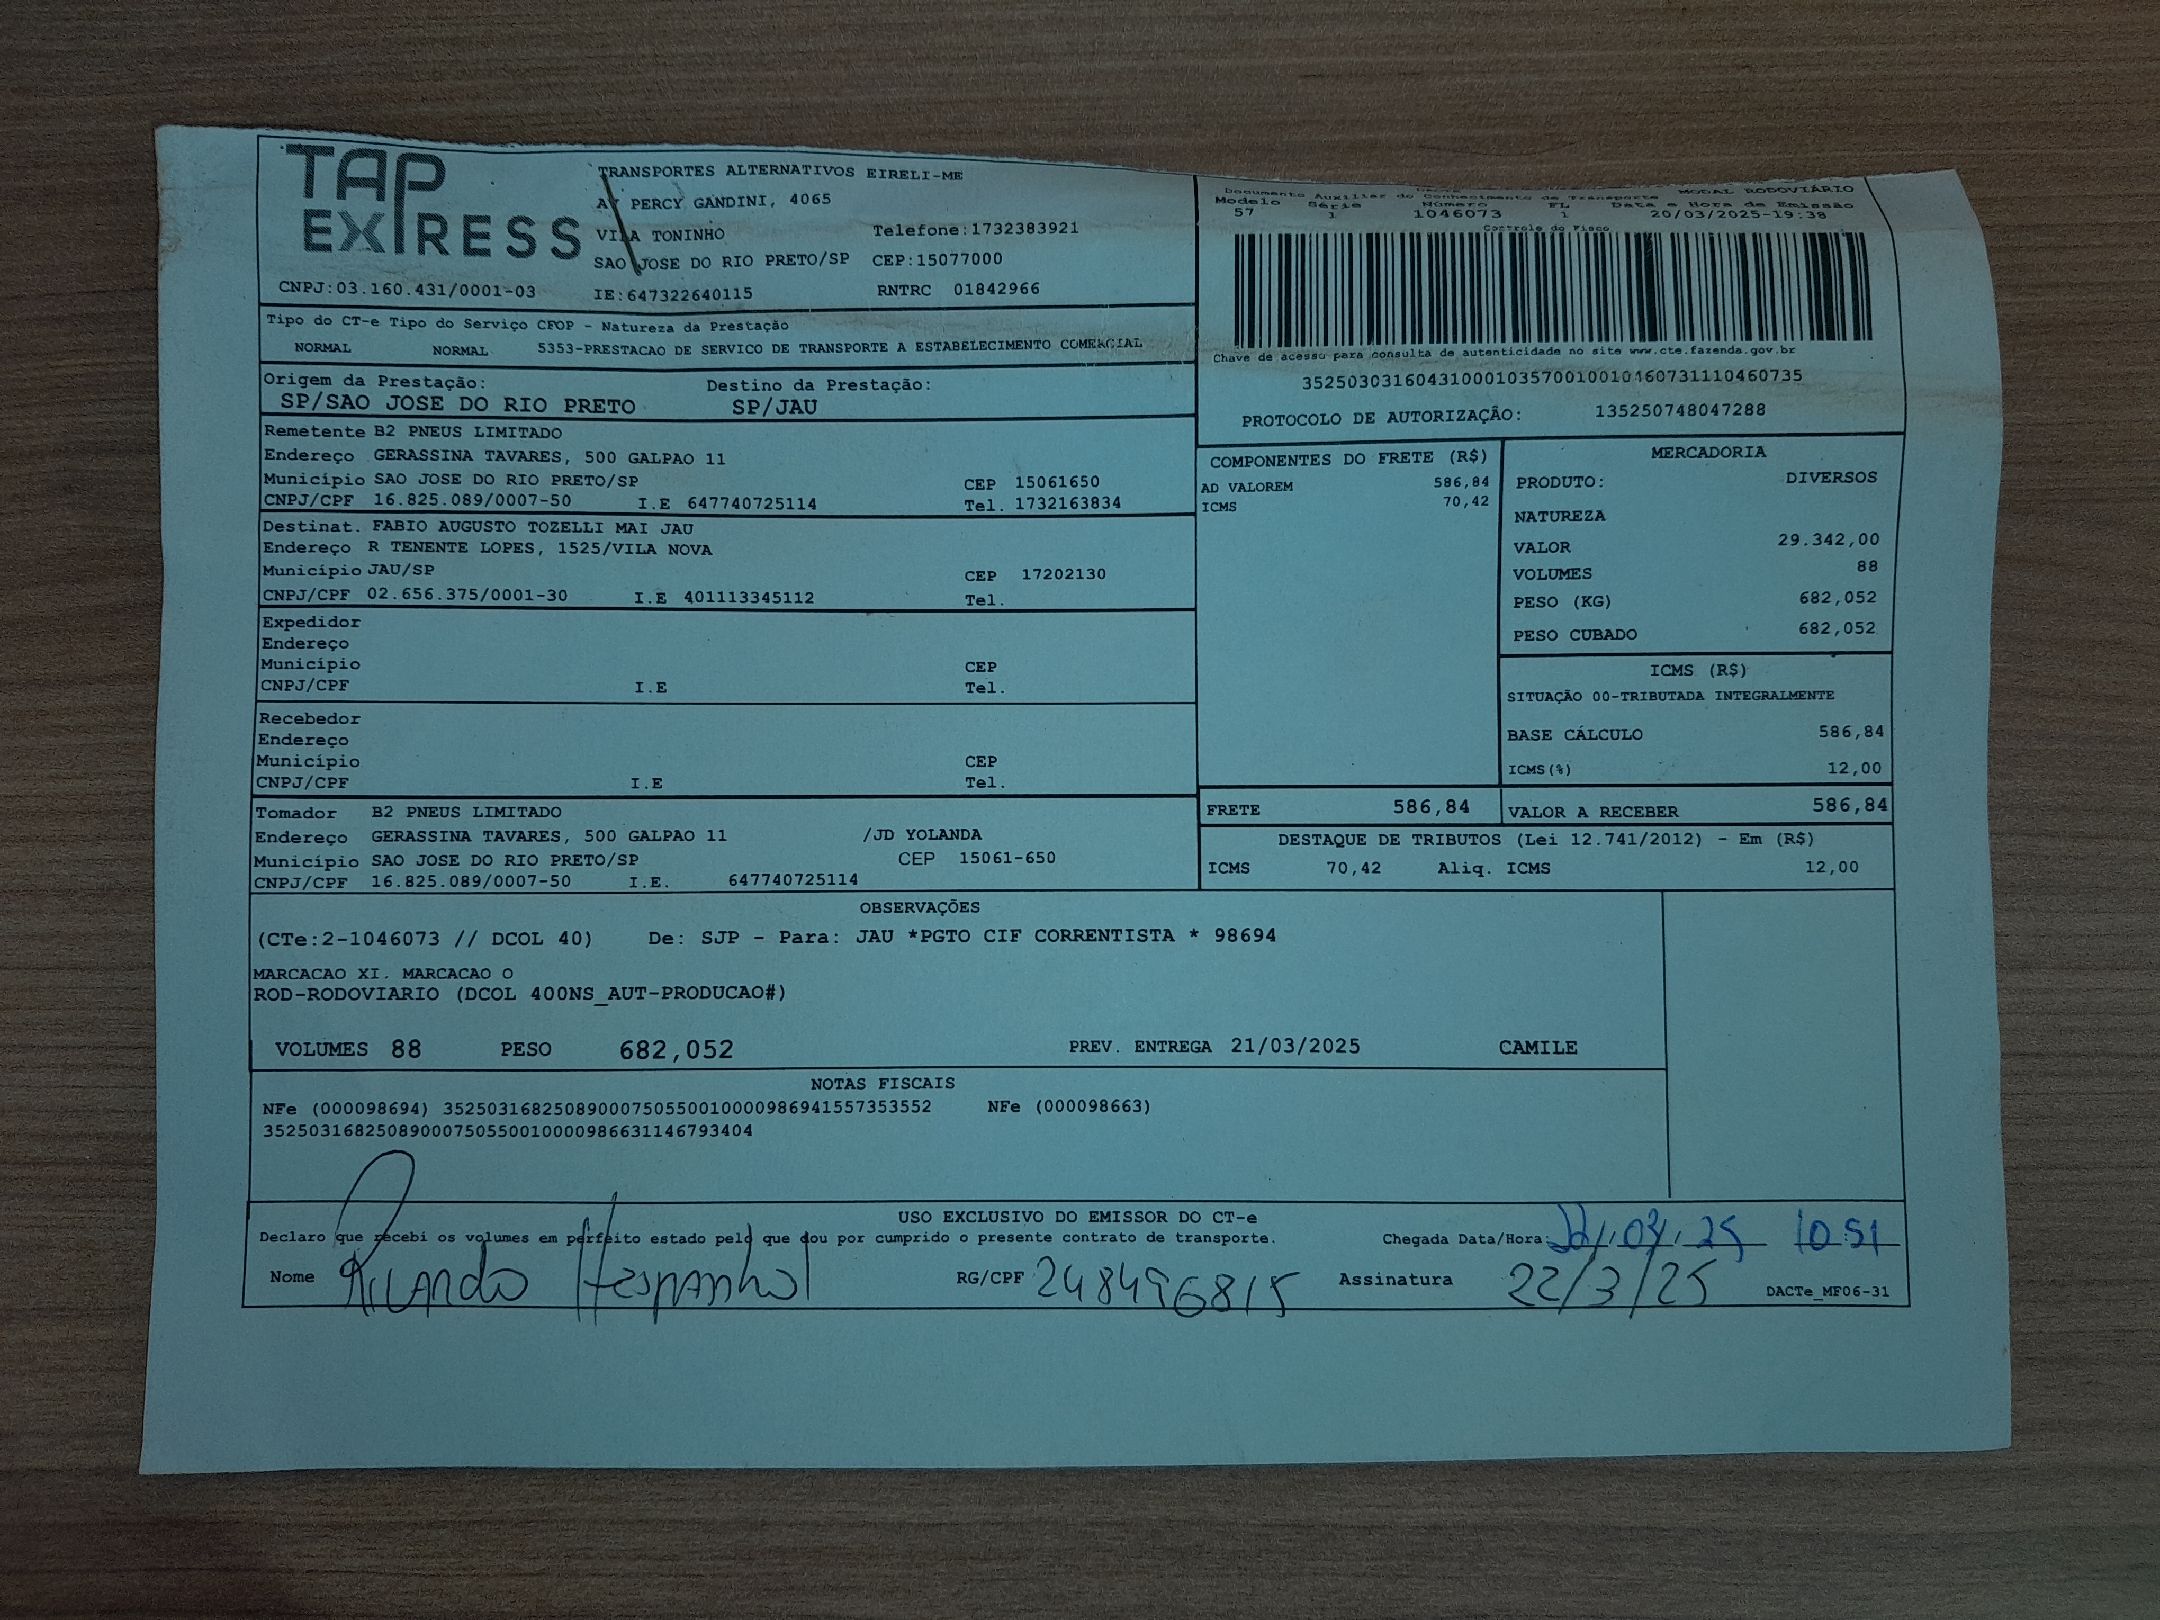 TAP
EXPRESS
TRANSPORTES ALTERNATIVOS EIRELI-ME
AV PERCY GANDINI, 4065
VILA TONINHO Telefone:1732383921
SAO JOSE DO RIO PRETO/SP CEP:15077000
CNPJ:03.160.431/0001-03 IE:647322640115 RNTRC 01842966
MODAL RODOVIÁRIO
Documento Auxiliar do Conhecimento de Transporte
Modelo Série Número FL Data e Hora de Emissão
57 1 1046073 1 20/03/2025-19:38
Controle do Fisco
Chave de acesso para consulta de autenticidade no site www.cte.fazenda.gov.br
35250303160431000103570010010460731110460735
PROTOCOLO DE AUTORIZAÇÃO: 135250748047288
Tipo do CT-e Tipo do Serviço CFOP - Natureza da Prestação
NORMAL NORMAL 5353-PRESTACAO DE SERVICO DE TRANSPORTE A ESTABELECIMENTO COMERCIAL
Origem da Prestação: Destino da Prestação:
SP/SAO JOSE DO RIO PRETO SP/JAU
Remetente B2 PNEUS LIMITADO
Endereço GERASSINA TAVARES, 500 GALPAO 11
Município SAO JOSE DO RIO PRETO/SP CEP 15061650
CNPJ/CPF 16.825.089/0007-50 I.E 647740725114 Tel. 1732163834
Destinat. FABIO AUGUSTO TOZELLI MAI JAU
Endereço R TENENTE LOPES, 1525/VILA NOVA
Município JAU/SP CEP 17202130
CNPJ/CPF 02.656.375/0001-30 I.E 401113345112 Tel.
Expedidor
Endereço
Município CEP
CNPJ/CPF I.E Tel.
Recebedor
Endereço
Município CEP
CNPJ/CPF I.E Tel.
Tomador B2 PNEUS LIMITADO
Endereço GERASSINA TAVARES, 500 GALPAO 11 /JD YOLANDA
Município SAO JOSE DO RIO PRETO/SP CEP 15061-650
CNPJ/CPF 16.825.089/0007-50 I.E. 647740725114
COMPONENTES DO FRETE (R$)
AD VALOREM 586,84
ICMS 70,42
MERCADORIA
PRODUTO: DIVERSOS
NATUREZA
VALOR 29.342,00
VOLUMES 88
PESO (KG) 682,052
PESO CUBADO 682,052
ICMS (R$)
SITUAÇÃO 00-TRIBUTADA INTEGRALMENTE
BASE CÁLCULO 586,84
ICMS(%) 12,00
FRETE 586,84 VALOR A RECEBER 586,84
DESTAQUE DE TRIBUTOS (Lei 12.741/2012) - Em (R$)
ICMS 70,42 Aliq. ICMS 12,00
OBSERVAÇÕES
(CTe:2-1046073 // DCOL 40) De: SJP - Para: JAU *PGTO CIF CORRENTISTA * 98694
MARCACAO XI. MARCACAO O
ROD-RODOVIARIO (DCOL 400NS_AUT-PRODUCAO#)
VOLUMES 88 PESO 682,052 PREV. ENTREGA 21/03/2025 CAMILE
NOTAS FISCAIS
NFe (000098694) 35250316825089000750550010000986941557353552 NFe (000098663)
35250316825089000750550010000986631146793404
USO EXCLUSIVO DO EMISSOR DO CT-e
Declaro que recebi os volumes em perfeito estado pelo que dou por cumprido o presente contrato de transporte. Chegada Data/Hora: 10:51
Nome Ricardo Hespanhol RG/CPF 248496815 Assinatura 22/3/25 DACTe_MF06-31